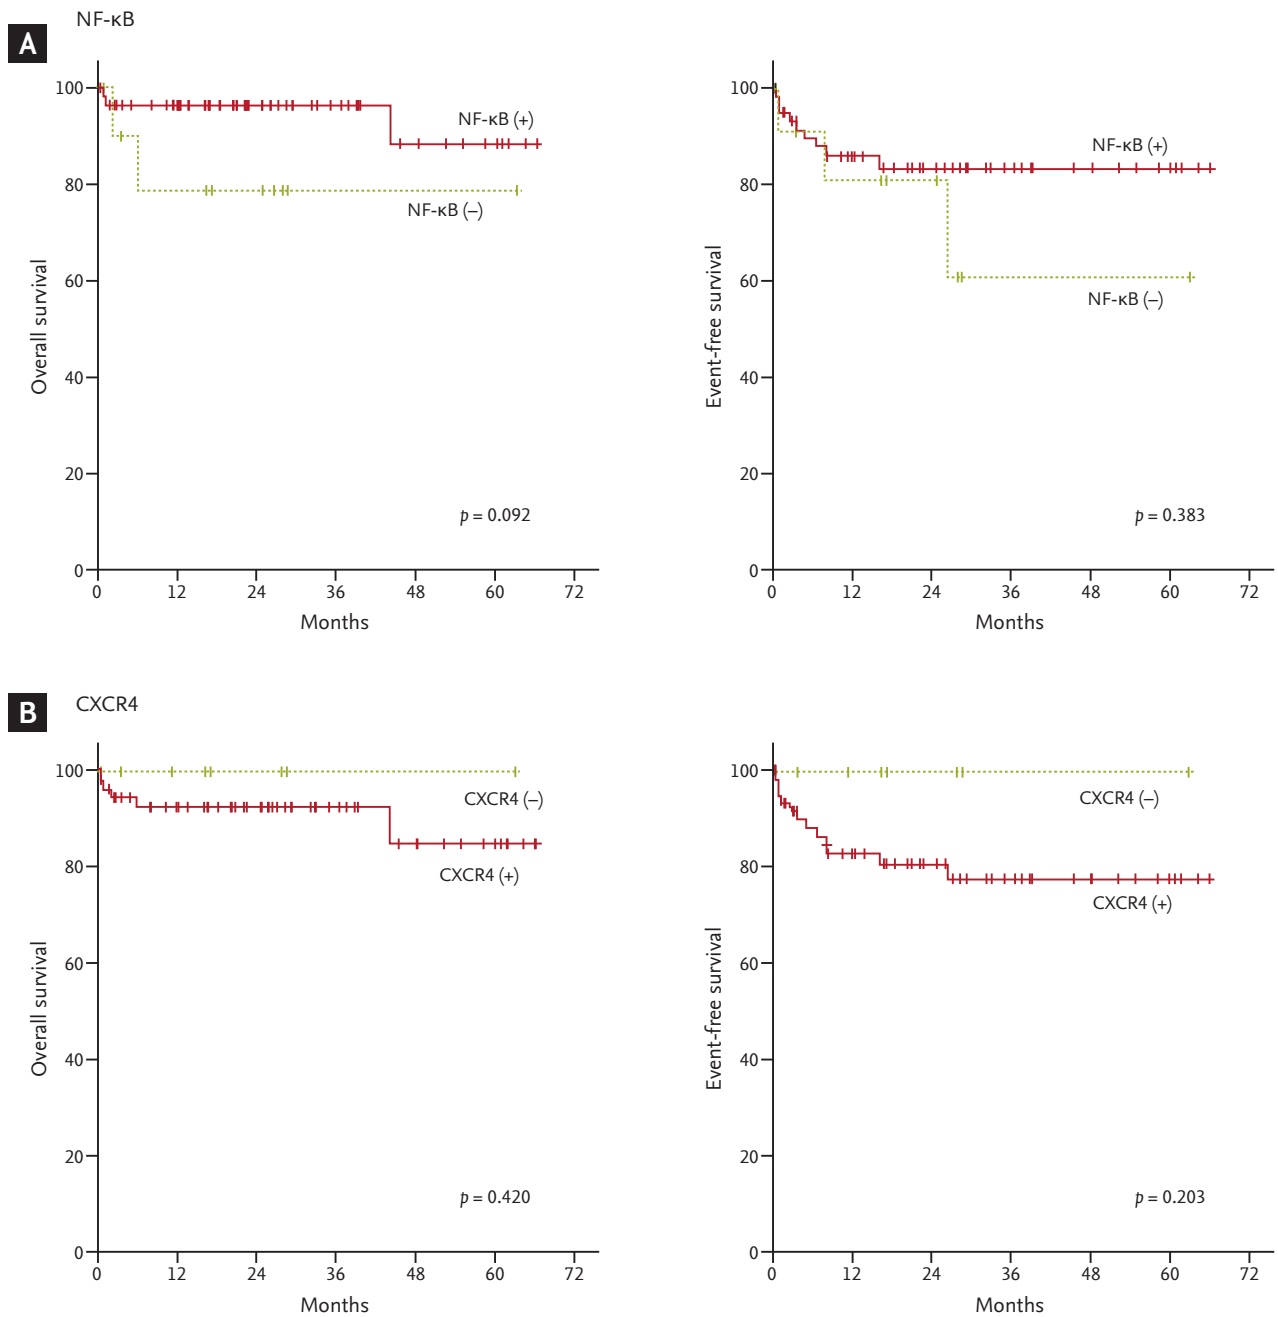 A
NF-κB
100
80
60
40
20
0
Overall survival
NF-κB (+)
NF-κB (–)
p = 0.092
0 12 24 36 48 60 72
Months
100
80
60
40
20
0
Event-free survival
NF-κB (+)
NF-κB (–)
p = 0.383
0 12 24 36 48 60 72
Months
B
CXCR4
100
80
60
40
20
0
Overall survival
CXCR4 (–)
CXCR4 (+)
p = 0.420
0 12 24 36 48 60 72
Months
100
80
60
40
20
0
Event-free survival
CXCR4 (–)
CXCR4 (+)
p = 0.203
0 12 24 36 48 60 72
Months